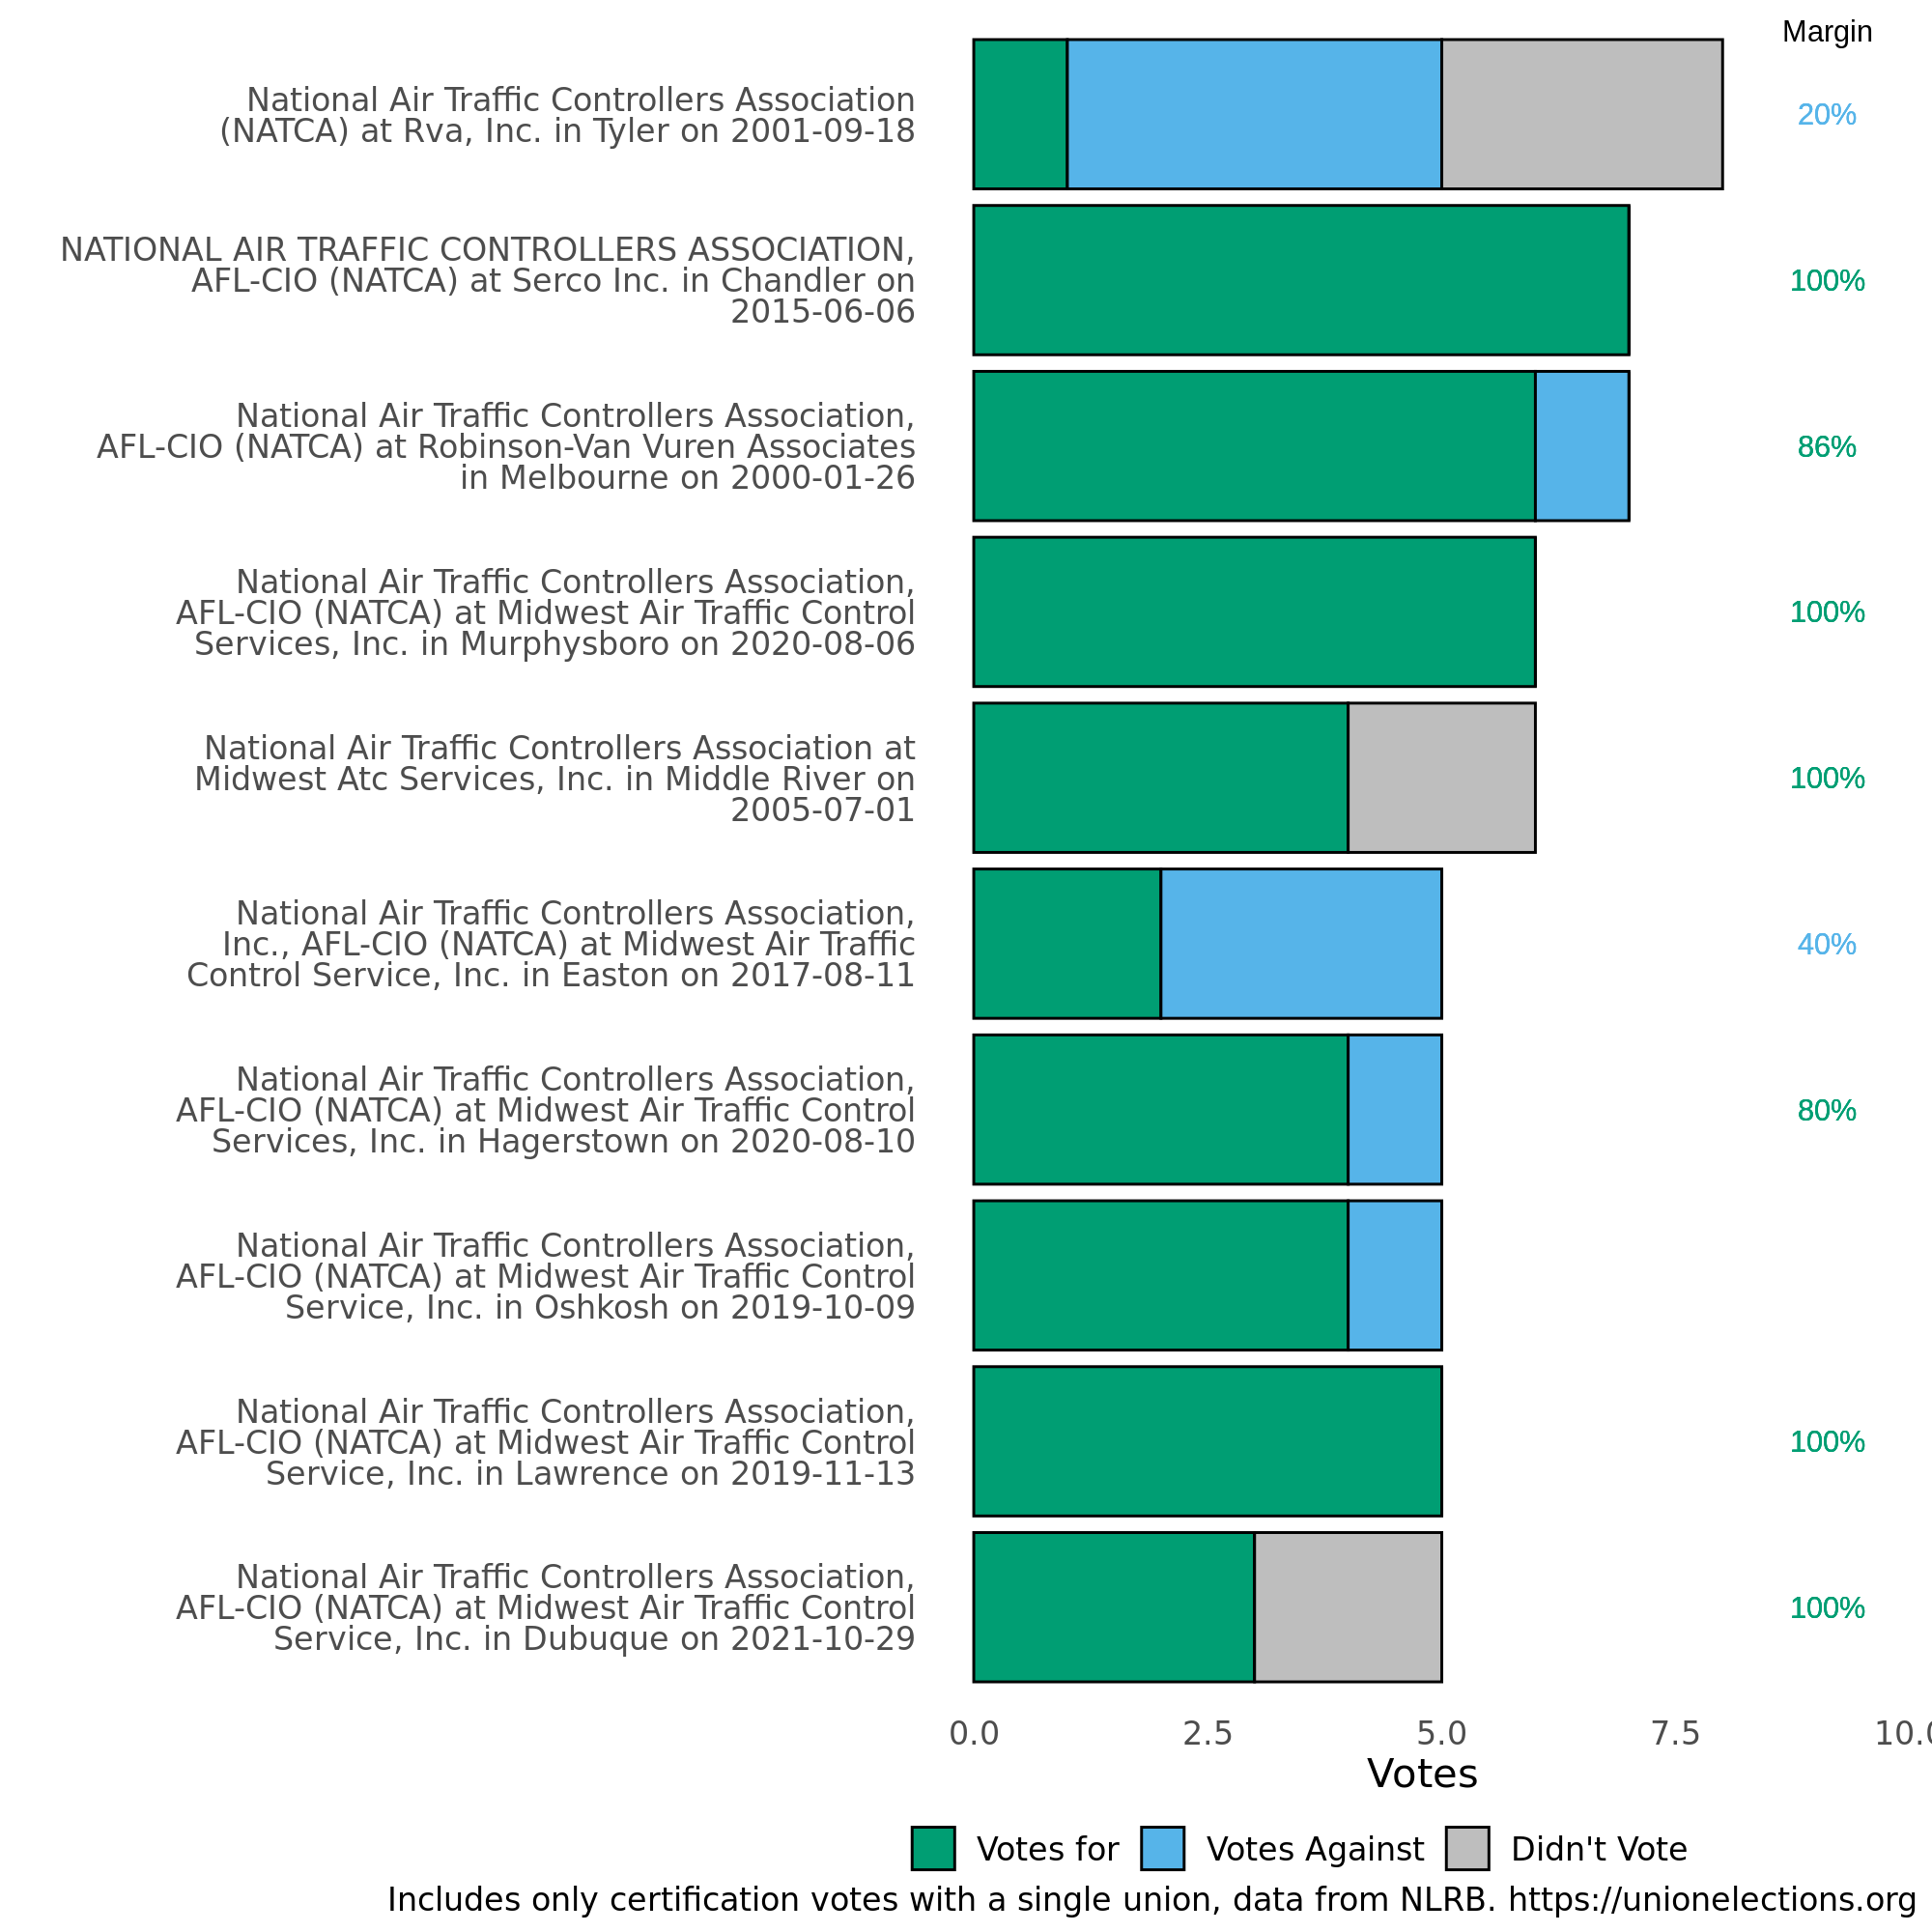 Margin
National Air Traffic Controllers Association
(NATCA) at Rva, Inc. in Tyler on 2001-09-18
20%
NATIONAL AIR TRAFFIC CONTROLLERS ASSOCIATION,
AFL-CIO (NATCA) at Serco Inc. in Chandler on
2015-06-06
100%
National Air Traffic Controllers Association,
AFL-CIO (NATCA) at Robinson-Van Vuren Associates
in Melbourne on 2000-01-26
86%
National Air Traffic Controllers Association,
AFL-CIO (NATCA) at Midwest Air Traffic Control
Services, Inc. in Murphysboro on 2020-08-06
100%
National Air Traffic Controllers Association at
Midwest Atc Services, Inc. in Middle River on
2005-07-01
100%
National Air Traffic Controllers Association,
Inc., AFL-CIO (NATCA) at Midwest Air Traffic
Control Service, Inc. in Easton on 2017-08-11
40%
National Air Traffic Controllers Association,
AFL-CIO (NATCA) at Midwest Air Traffic Control
Services, Inc. in Hagerstown on 2020-08-10
80%
National Air Traffic Controllers Association,
AFL-CIO (NATCA) at Midwest Air Traffic Control
Service, Inc. in Oshkosh on 2019-10-09
National Air Traffic Controllers Association,
AFL-CIO (NATCA) at Midwest Air Traffic Control
Service, Inc. in Lawrence on 2019-11-13
100%
National Air Traffic Controllers Association,
AFL-CIO (NATCA) at Midwest Air Traffic Control
Service, Inc. in Dubuque on 2021-10-29
100%
0.0 2.5 5.0 7.5 10.0
Votes
Votes for Votes Against Didn't Vote
Includes only certification votes with a single union, data from NLRB. https://unionelections.org